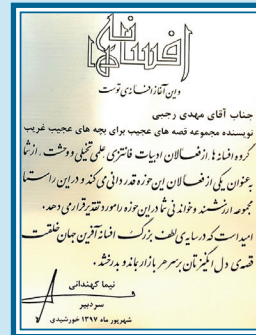 افسانه‌ها
و این آغاز افسانه‌ی توست
جناب آقای مهدی رجبی
نویسنده مجموعه قصه های عجیب برای بچه های عجیب غریب
گروه افسانه‌ها از فعالان ادبیات فانتزی، علمی تخیلی و وحشت، از شما
به عنوان یکی از فعالان این حوزه قدردانی می کند و در این راستا
مجموعه ارزشمند و خواندنی شما در این حوزه را مورد تقدیر قرار می دهد.
امید است که در سایه‌ی لطف بزرگ افسانه آفرین جهان خلقت
قصه‌ی دل انگیزتان بر سر هر بازار بماند و بدرخشد.
نیما کهندانی
سردبیر
شهریور ماه ۱۳۹۷ خورشیدی